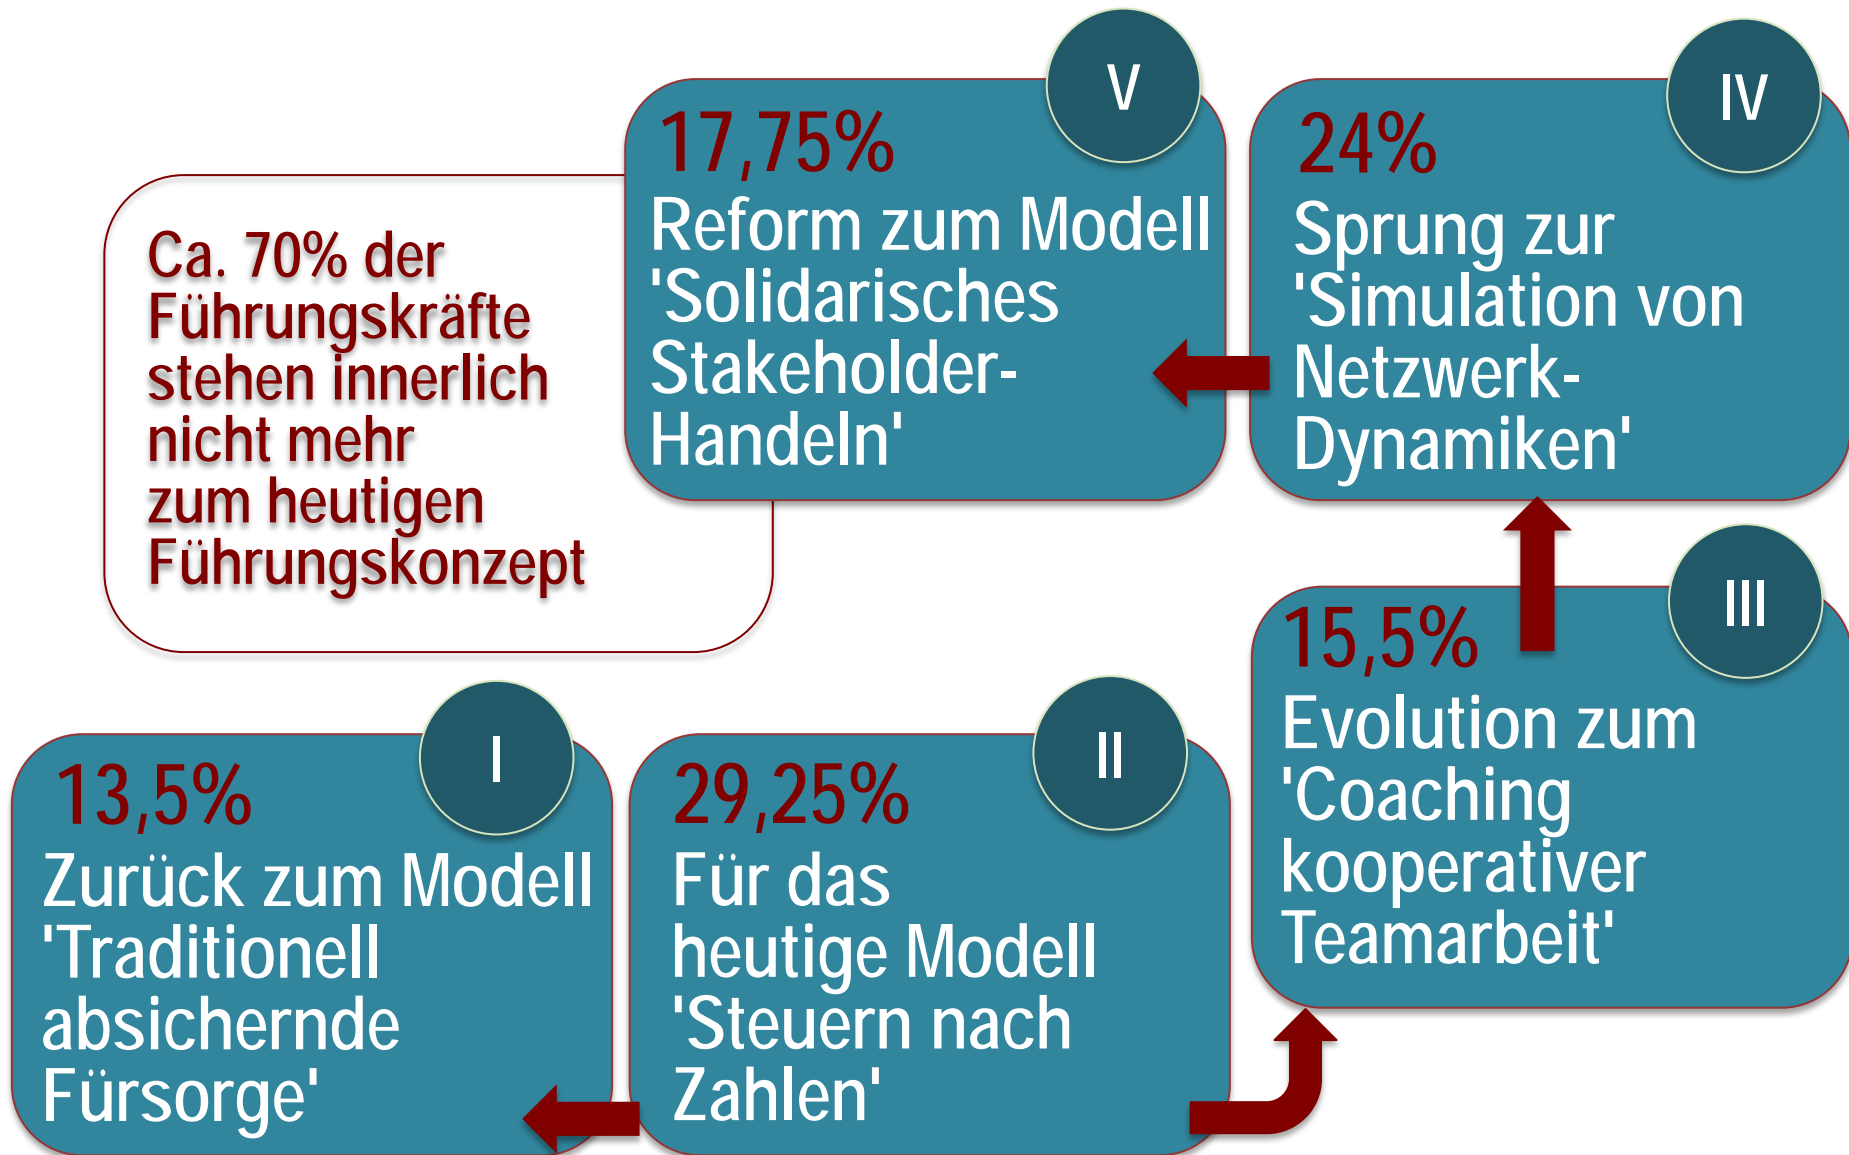 Ca. 70% der
Führungskräfte
stehen innerlich
nicht mehr
zum heutigen
Führungskonzept
V
17,75%
Reform zum Modell
'Solidarisches
Stakeholder-
Handeln'
IV
24%
Sprung zur
'Simulation von
Netzwerk-
Dynamiken'
I
13,5%
Zurück zum Modell
'Traditionell
absichernde
Fürsorge'
II
29,25%
Für das
heutige Modell
'Steuern nach
Zahlen'
III
15,5%
Evolution zum
'Coaching
kooperativer
Teamarbeit'